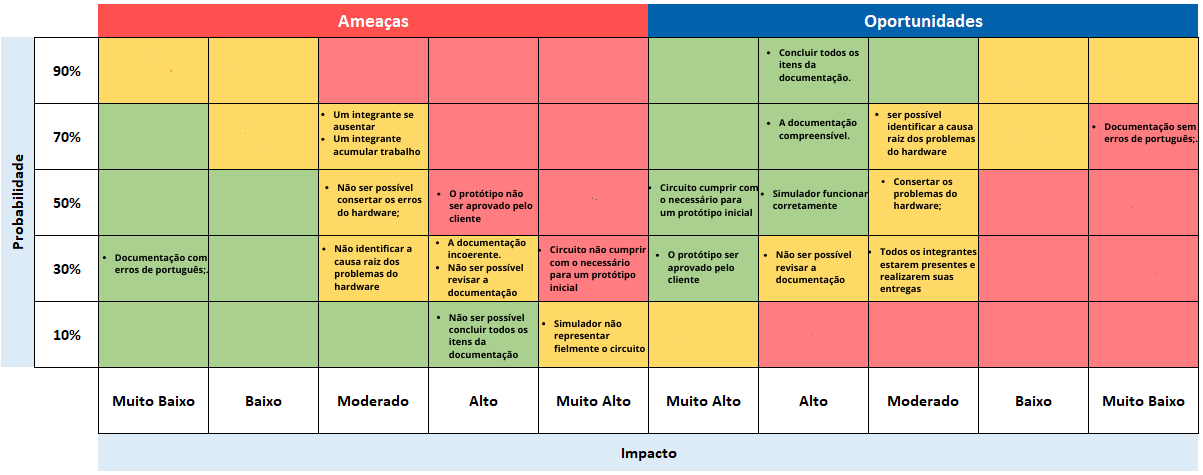 Ameaças
Oportunidades
Probabilidade
90%
• Concluir todos os
itens da
documentação.
70%
• Um integrante se
ausentar
• Um integrante
acumular trabalho
• A documentação
compreensível.
• ser possível
identificar a causa
raiz dos problemas
do hardware
• Documentação sem
erros de português;.
50%
• Não ser possível
consertar os erros
do hardware;
• O protótipo não
ser aprovado pelo
cliente
• Circuito cumprir com
o necessário para
um protótipo inicial
• Simulador funcionar
corretamente
• Consertar os
problemas do
hardware;
30%
• Documentação com
erros de português;.
• Não identificar a
causa raiz dos
problemas do
hardware
• A documentação
incoerente.
• Não ser possível
revisar a
documentação
• Circuito não cumprir
com o necessário
para um protótipo
inicial
• O protótipo ser
aprovado pelo
cliente
• Não ser possível
revisar a
documentação
• Todos os integrantes
estarem presentes e
realizarem suas
entregas
10%
• Não ser possível
concluir todos os
itens da
documentação
• Simulador não
representar
fielmente o circuito
Muito Baixo
Baixo
Moderado
Alto
Muito Alto
Muito Alto
Alto
Moderado
Baixo
Muito Baixo
Impacto